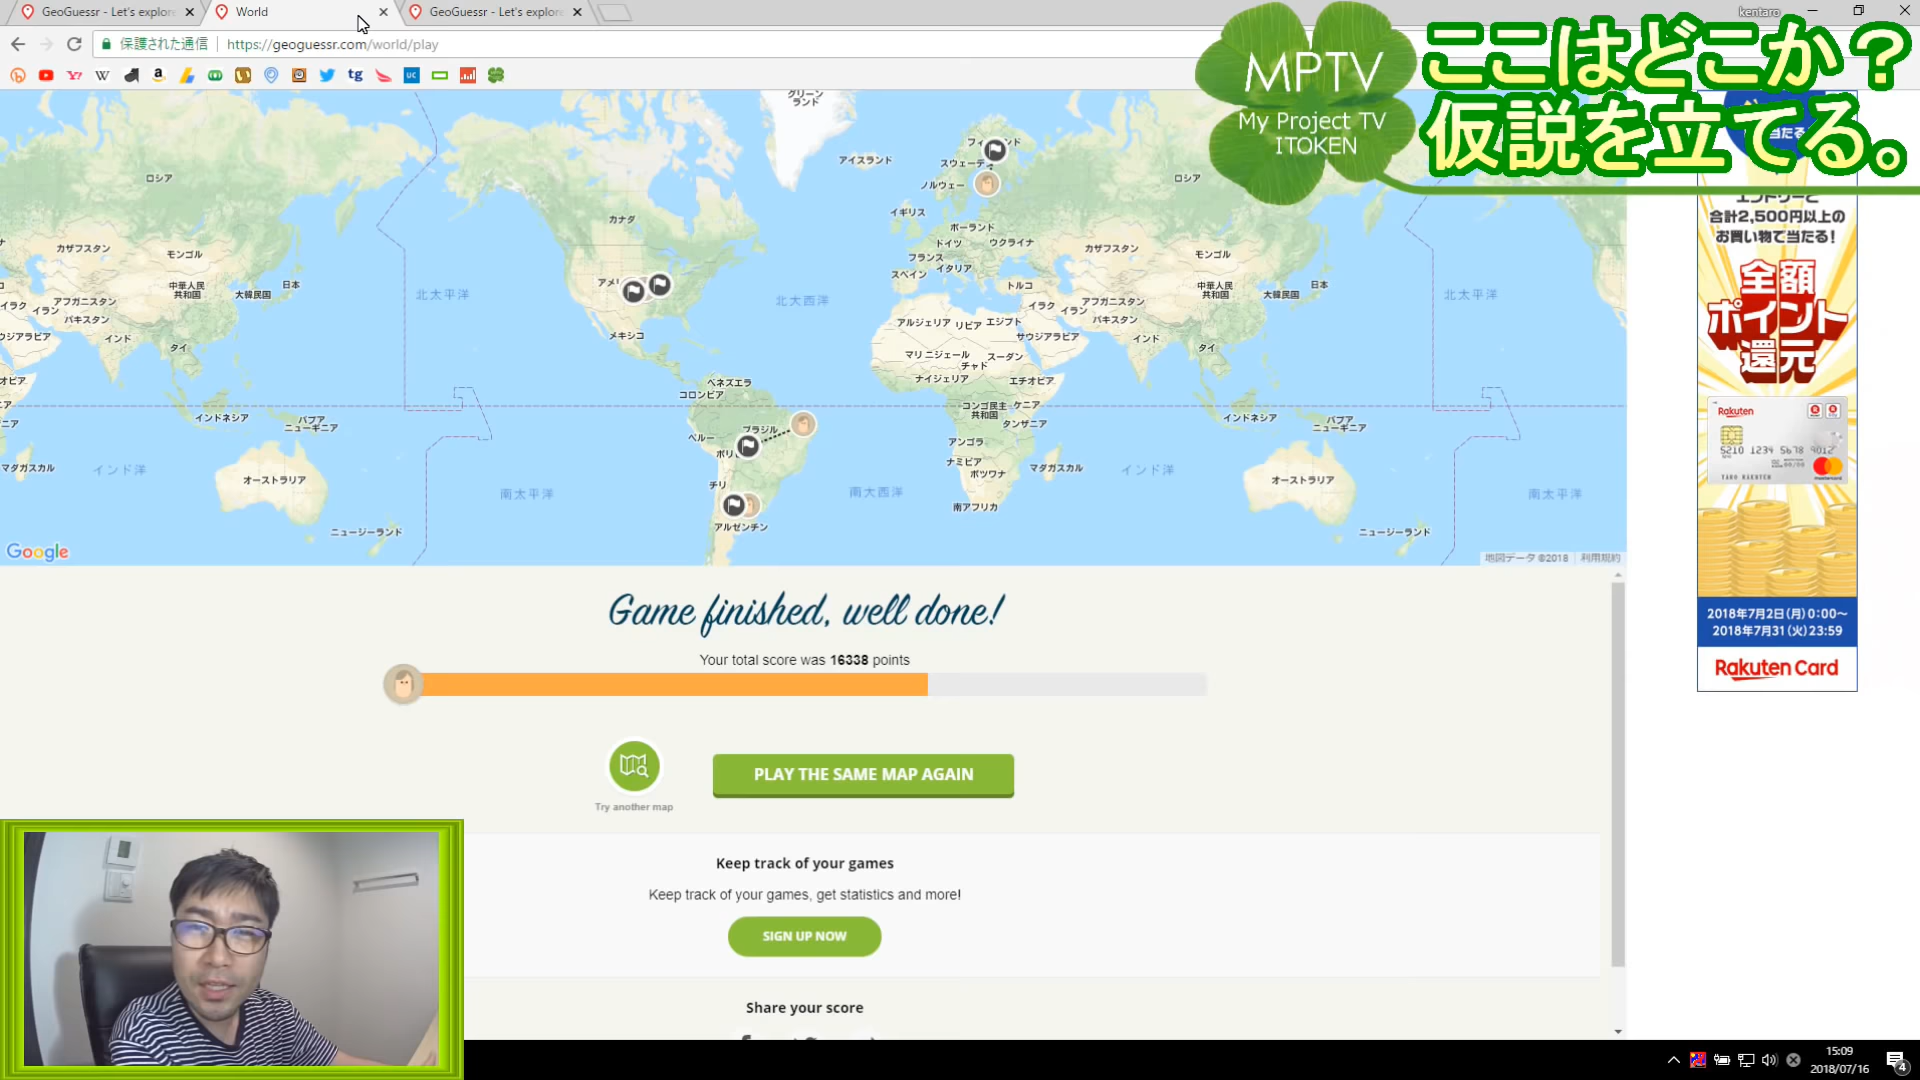 GeoGuessr - Let's explore
World
GeoGuessr - Let's explore
kentaro
保護された通信
https://geoguessr.com/world/play
MPTV
My Project TV
ITOKEN
ここはどこか？
仮説を立てる。
グリーン
ランド
アイスランド
ロシア
カナダ
ノルウェー
イギリス
ポーランド
ドイツ
ウクライナ
フランス
スペイン
イタリア
カザフスタン
モンゴル
トルコ
中華人民
共和国
大韓民国
日本
アフガニスタン
パキスタン
イラク
イラン
インド
タイ
北太平洋
北大西洋
メキシコ
アルジェリア
リビア
エジプト
サウジアラビア
マリ
ニジェール
スーダン
チャド
ナイジェリア
エチオピア
ベネズエラ
コロンビア
ブラジル
ペルー
チリ
アルゼンチン
コンゴ民主
共和国
ケニア
タンザニア
アンゴラ
ナミビア
ボツワナ
マダガスカル
南アフリカ
インドネシア
パプア
ニューギニア
インド洋
オーストラリア
南太平洋
南大西洋
ニュージーランド
Google
地図データ ©2018
利用規約
当たる
合計2,500円以上の
お買い物で当たる!
全額
ポイント
還元
Rakuten
5210 1234 5678 9012
TARO RAKUTEN
mastercard
2018年7月2日(月)0:00～
2018年7月31(火)23:59
Rakuten Card
Game finished, well done!
Your total score was 16338 points
Try another map
PLAY THE SAME MAP AGAIN
Keep track of your games
Keep track of your games, get statistics and more!
SIGN UP NOW
Share your score
15:09
2018/07/16
4